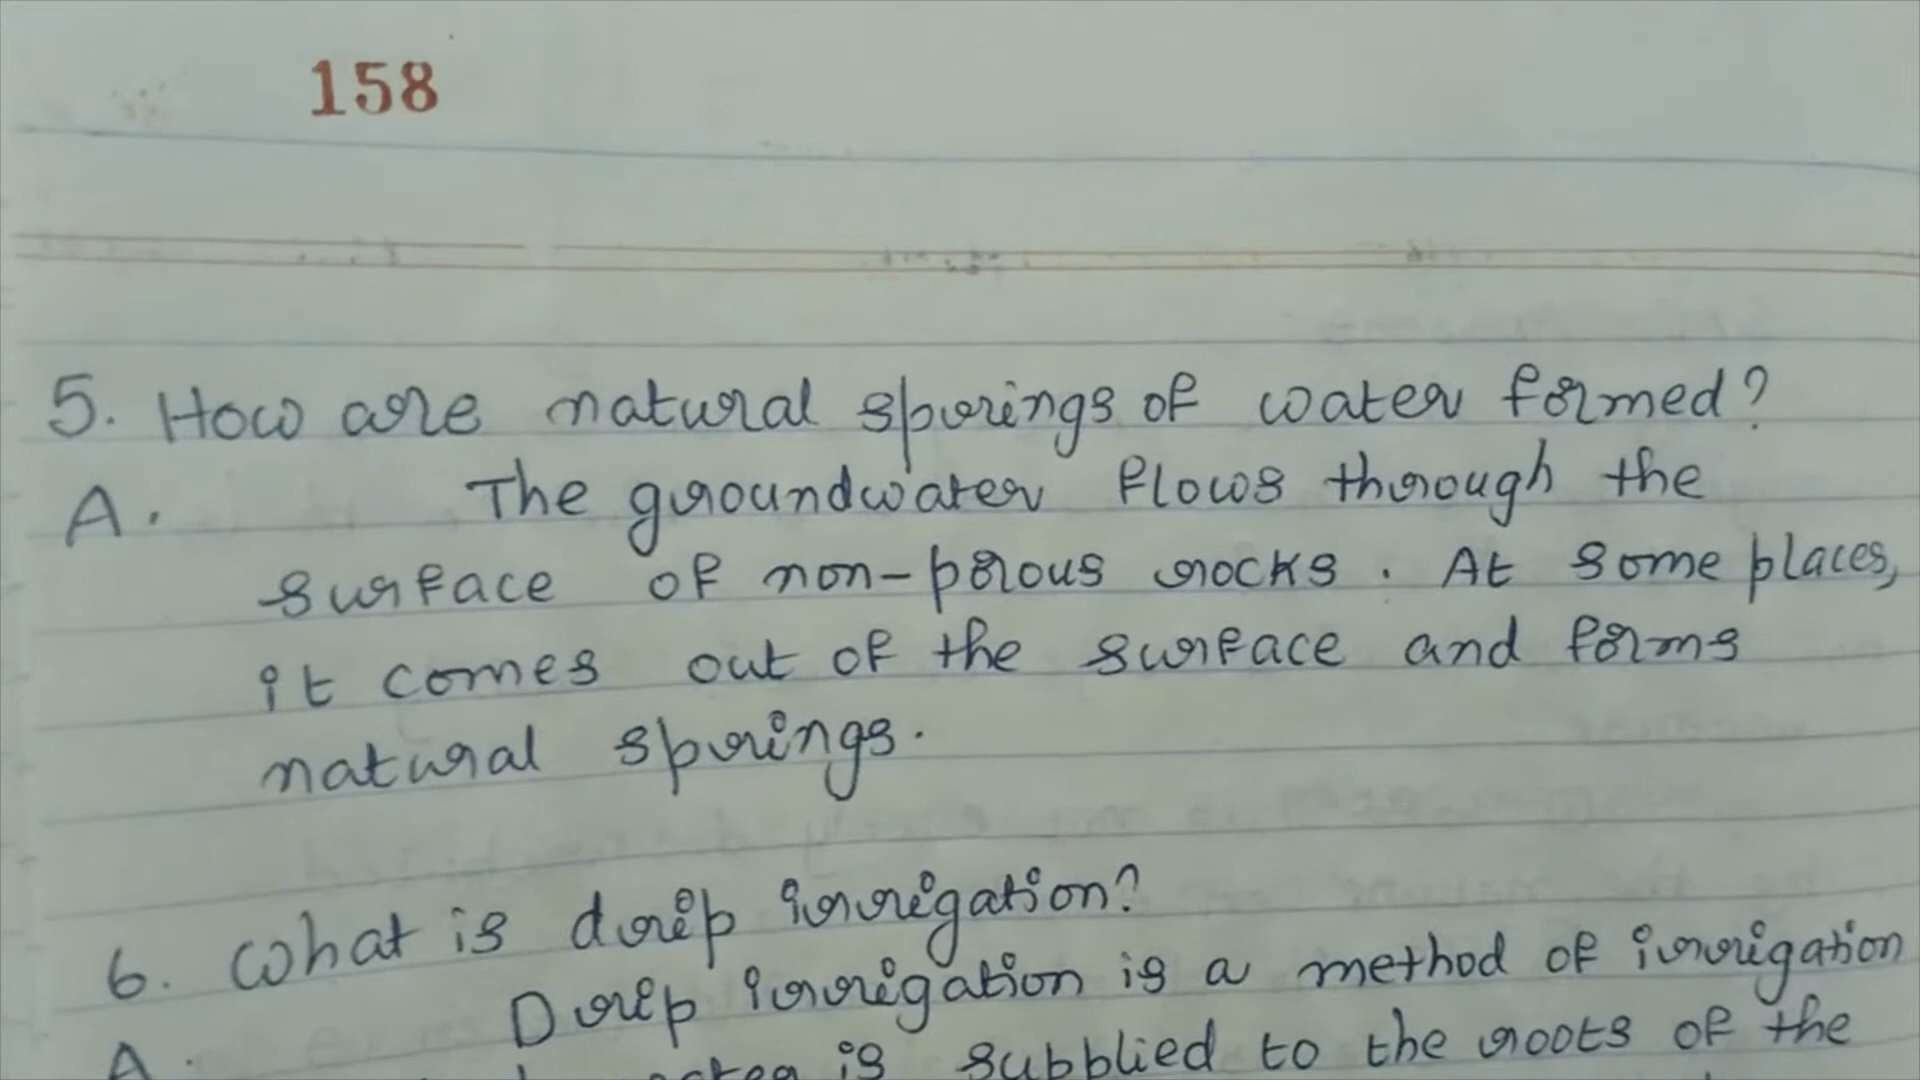 158
5. How are natural springs of water formed?
A. The groundwater flows through the
surface of non-porous rocks. At some places,
it comes out of the surface and forms
natural springs.
6. What is drip irrigation?
Drip irrigation is a method of irrigation
A. is supplied to the roots of the